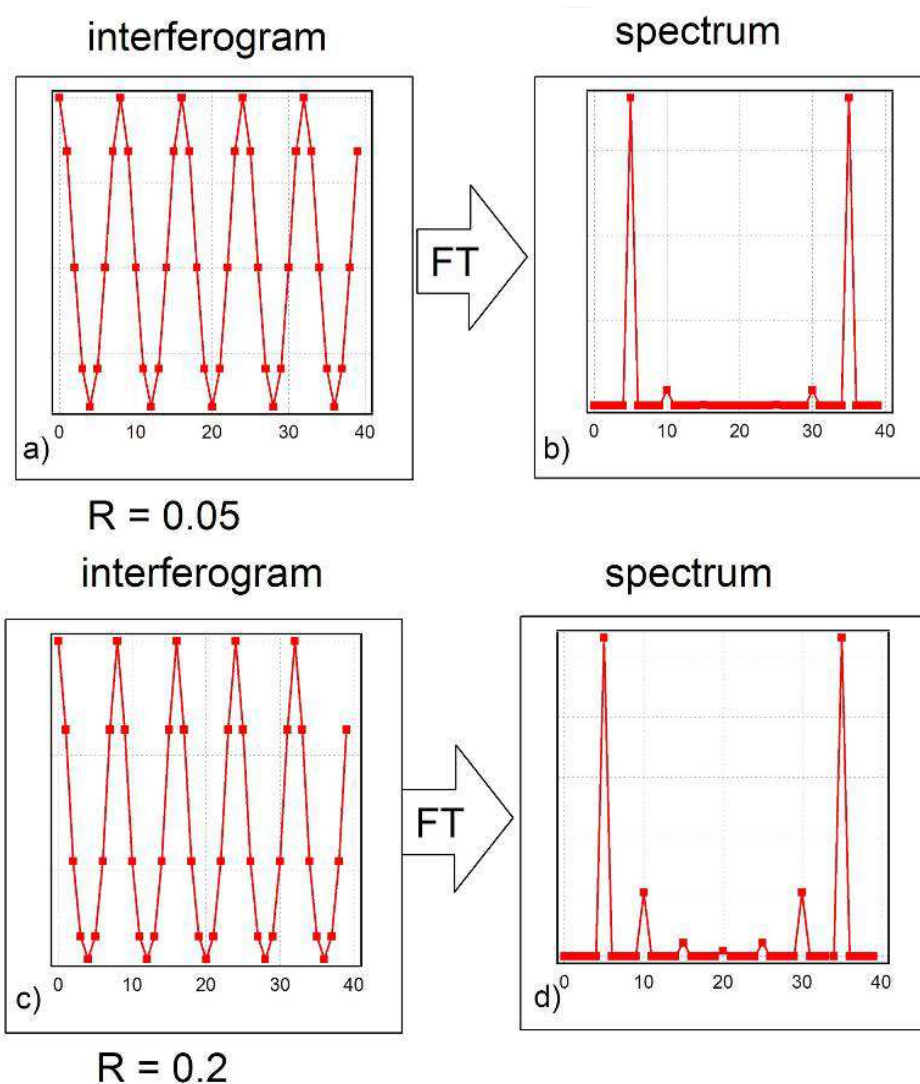 interferogram spectrum
FT
0 10 20 30 40
a)
0 10 20 30 40
b)
R = 0.05
interferogram spectrum
FT
0 10 20 30 40
c)
0 10 20 30 40
d)
R = 0.2